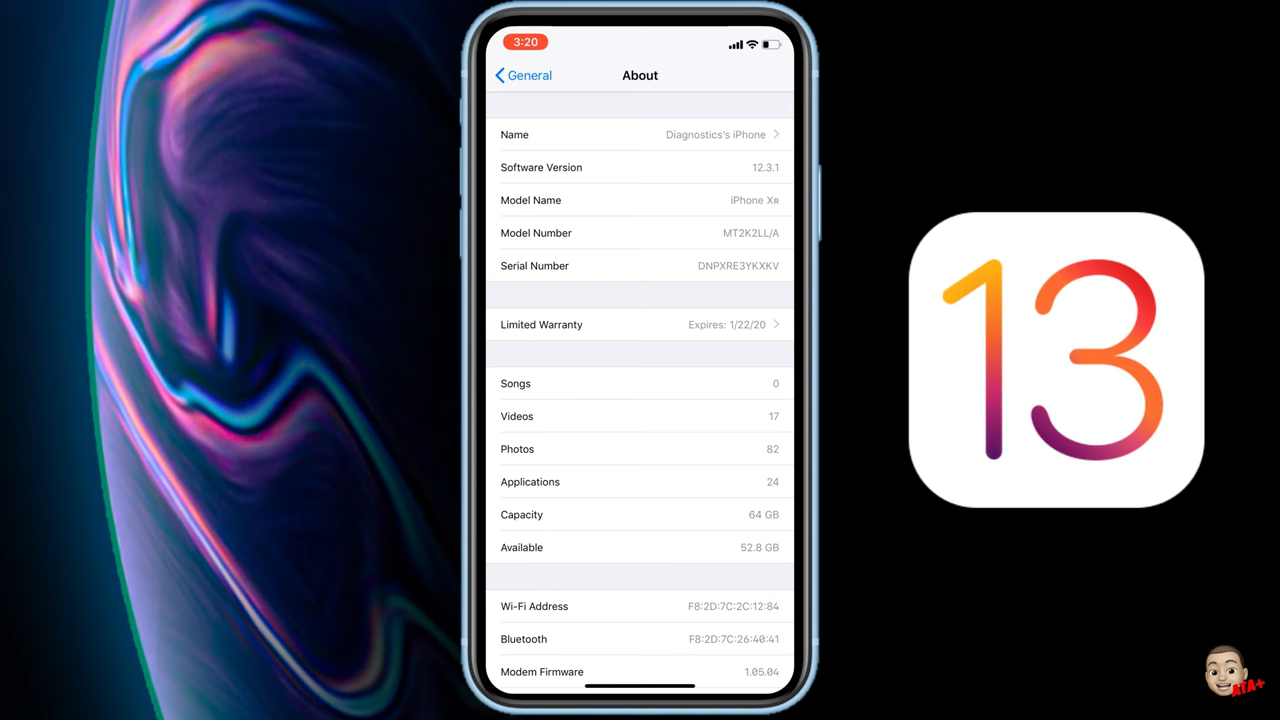 3:20
General
About
Name Diagnostics's iPhone
Software Version 12.3.1
Model Name iPhone Xʀ
Model Number MT2K2LL/A
Serial Number DNPXRE3YKXKV
Limited Warranty Expires: 1/22/20
Songs 0
Videos 17
Photos 82
Applications 24
Capacity 64 GB
Available 52.8 GB
Wi-Fi Address F8:2D:7C:2C:12:84
Bluetooth F8:2D:7C:26:40:41
Modem Firmware 1.05.04
13
ATA+